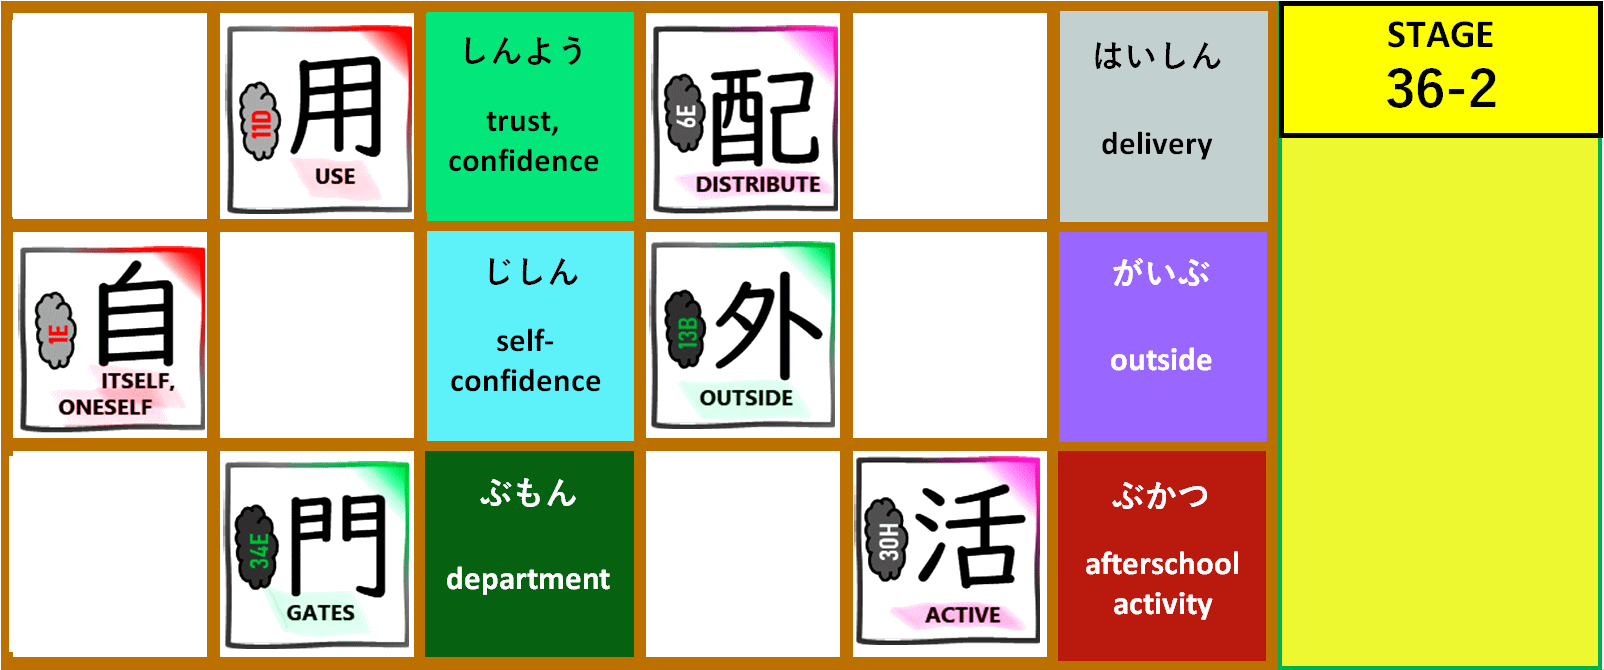 11D
用
USE
しんよう
trust,
confidence
6E
配
DISTRIBUTE
はいしん
delivery
STAGE
36-2
1E
自
ITSELF,
ONESELF
じしん
self-
confidence
13B
外
OUTSIDE
がいぶ
outside
34E
門
GATES
ぶもん
department
30H
活
ACTIVE
ぶかつ
afterschool
activity